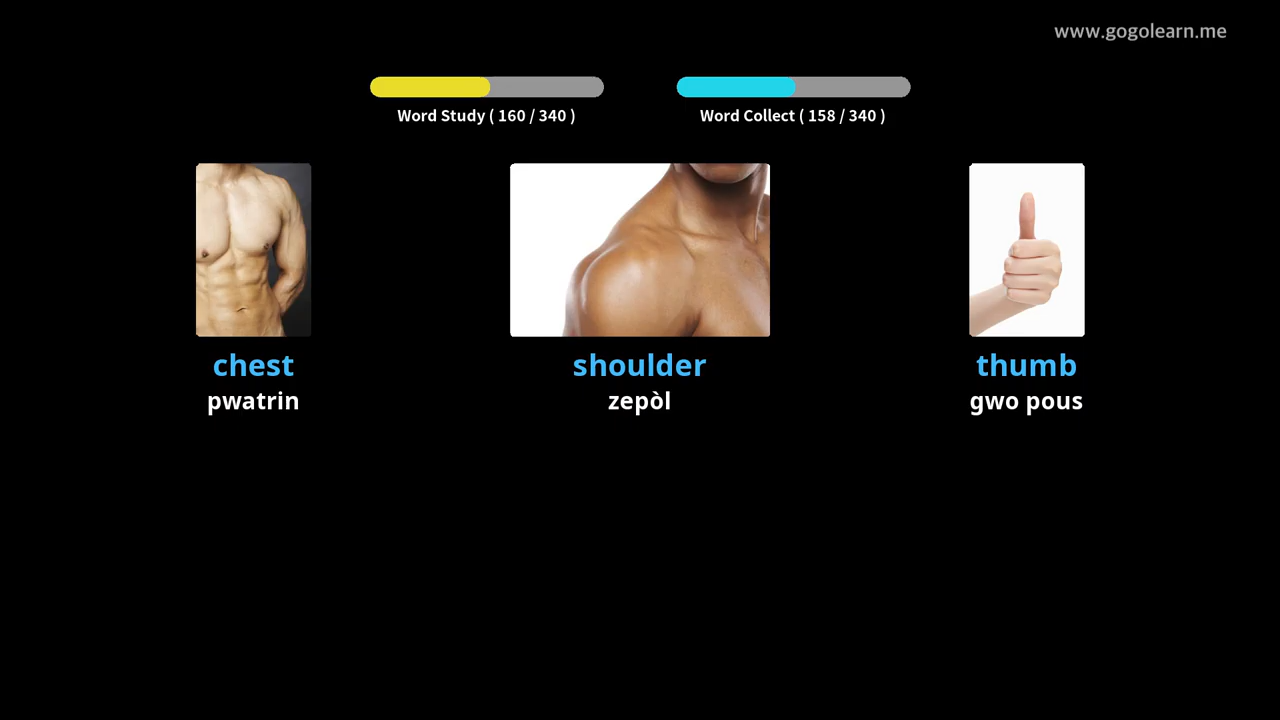 www.gogolearn.me
Word Study ( 160 / 340 )
Word Collect ( 158 / 340 )
chest
shoulder
thumb
pwatrin
zepòl
gwo pous